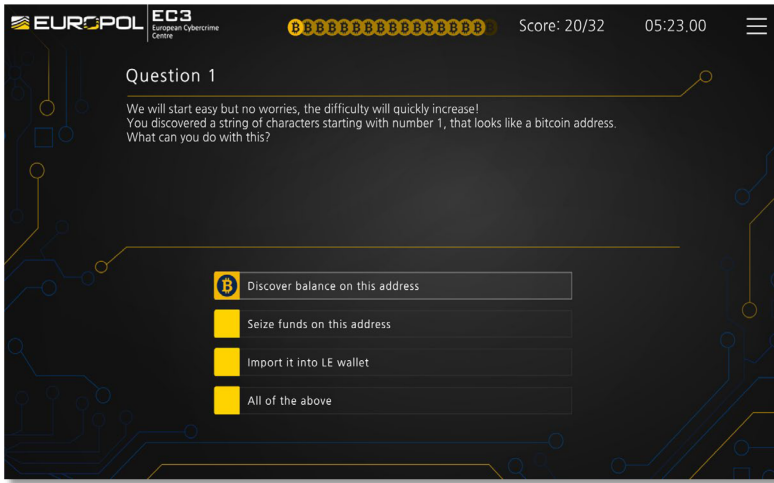 EUROPOL
EC3
European Cybercrime
Centre
Score: 20/32
05:23.00
Question 1
We will start easy but no worries, the difficulty will quickly increase!
You discovered a string of characters starting with number 1, that looks like a bitcoin address.
What can you do with this?
Discover balance on this address
Seize funds on this address
Import it into LE wallet
All of the above